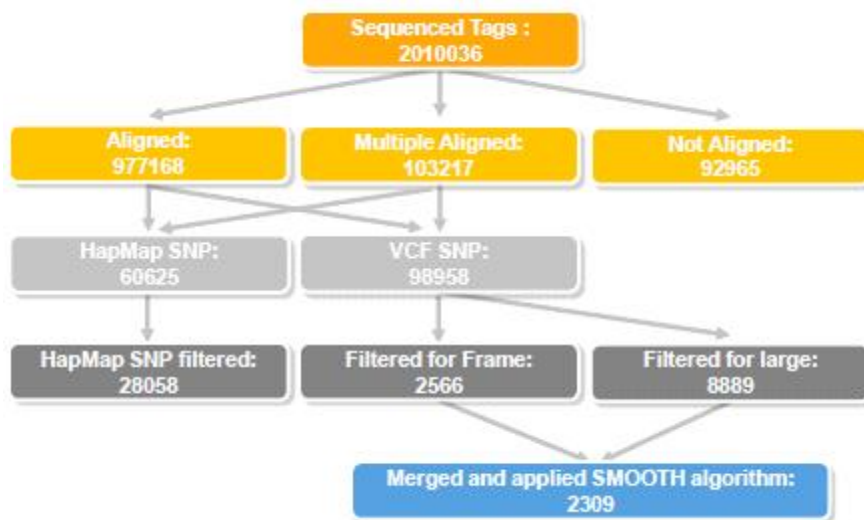 Sequenced Tags :
2010036
Aligned:
977168
Multiple Aligned:
103217
Not Aligned:
92965
HapMap SNP:
60625
VCF SNP:
98958
HapMap SNP filtered:
28058
Filtered for Frame:
2566
Filtered for large:
8889
Merged and applied SMOOTH algorithm:
2309